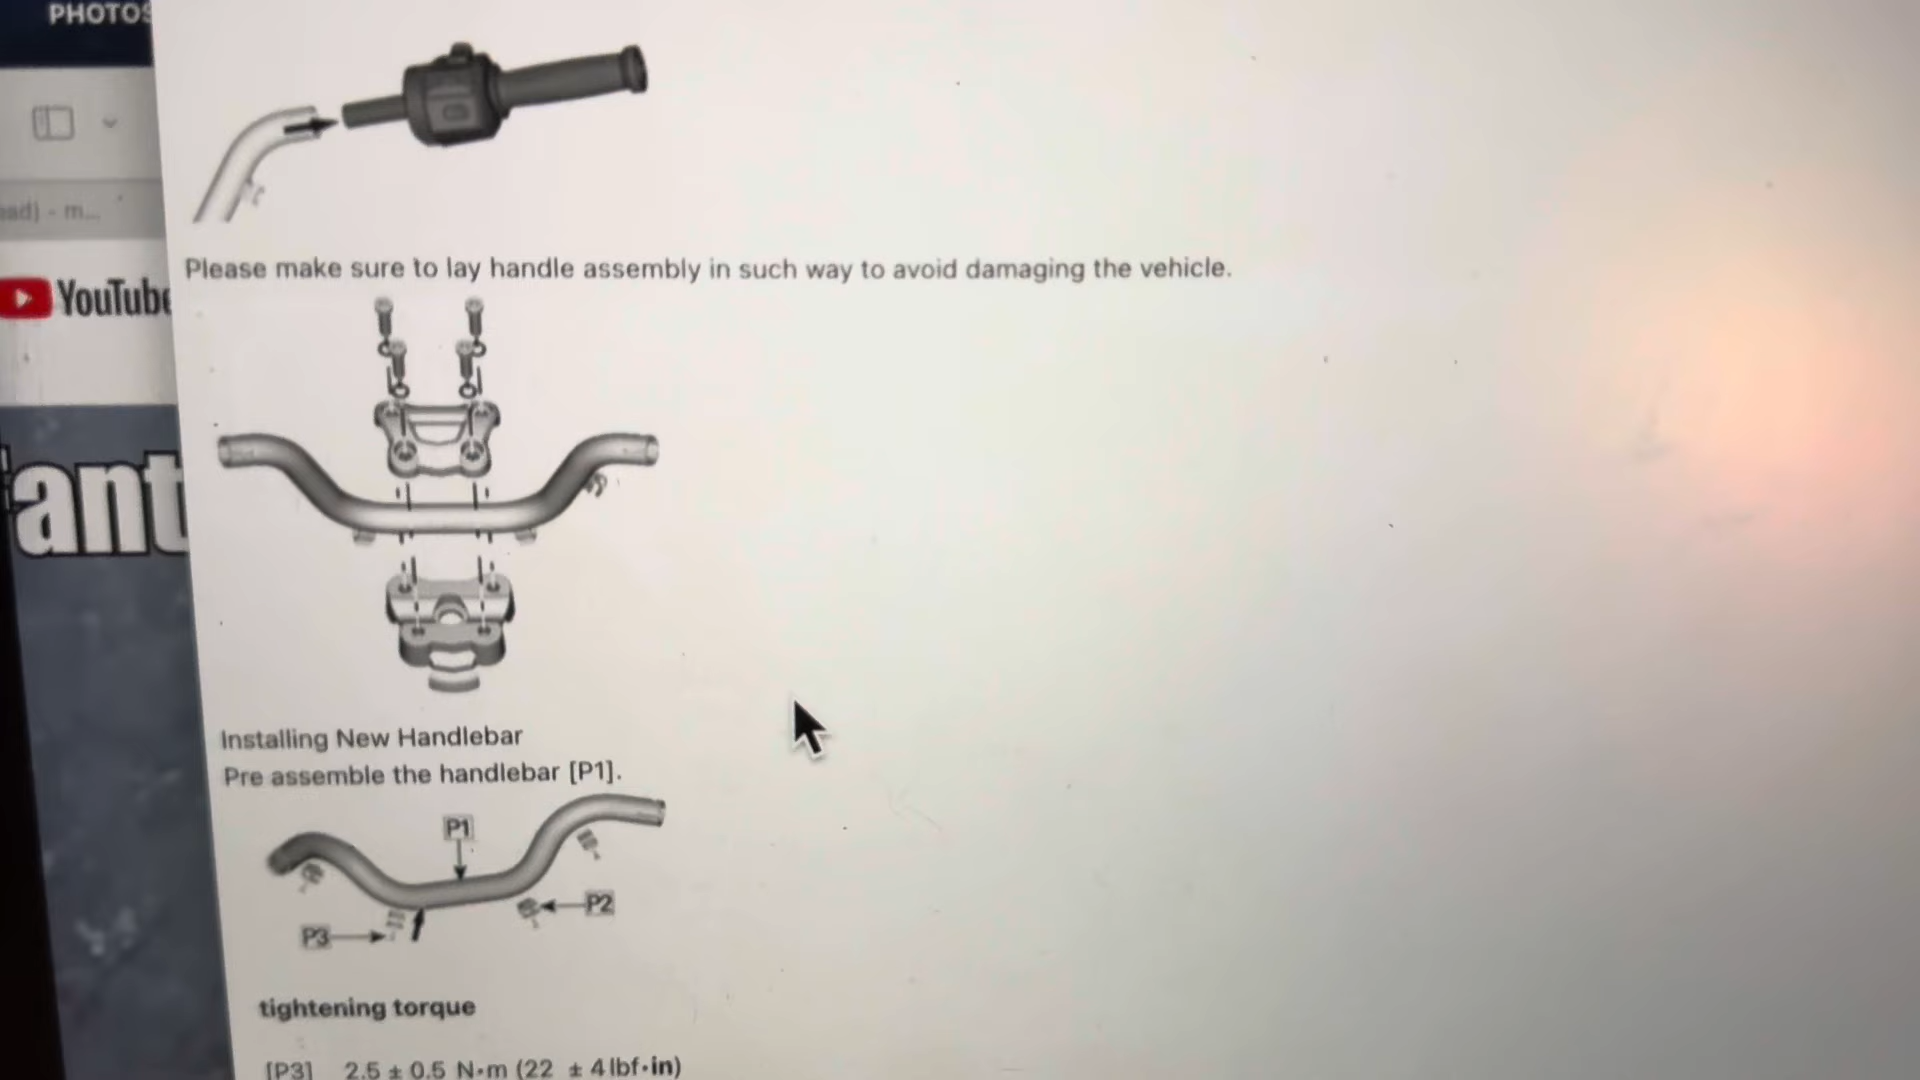 PHOTOS
ad) - m...
YouTube
ant
Please make sure to lay handle assembly in such way to avoid damaging the vehicle.
Installing New Handlebar
Pre assemble the handlebar [P1].
P1
P2
P3
tightening torque
[P3] 2.5 ± 0.5 N•m (22 ± 4 lbf•in)